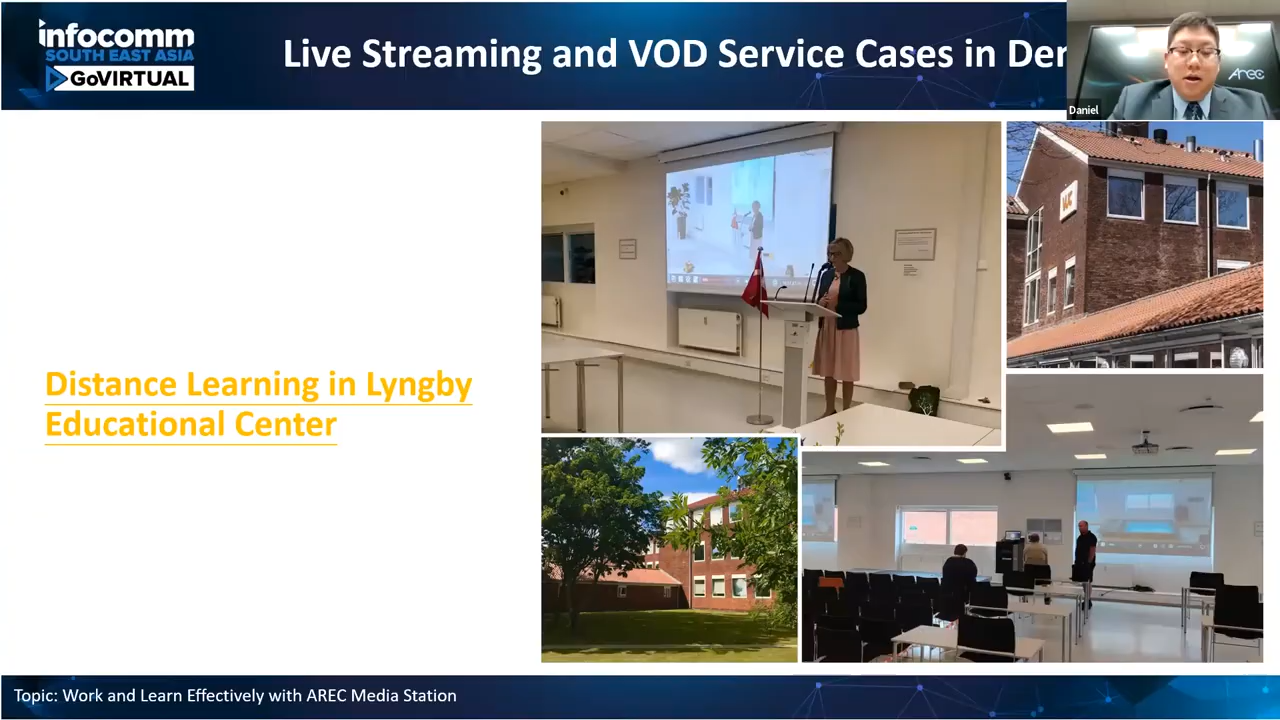 infocomm
SOUTH EAST ASIA
GoVIRTUAL
Live Streaming and VOD Service Cases in Der
Arec
Daniel
Distance Learning in Lyngby
Educational Center
Topic: Work and Learn Effectively with AREC Media Station